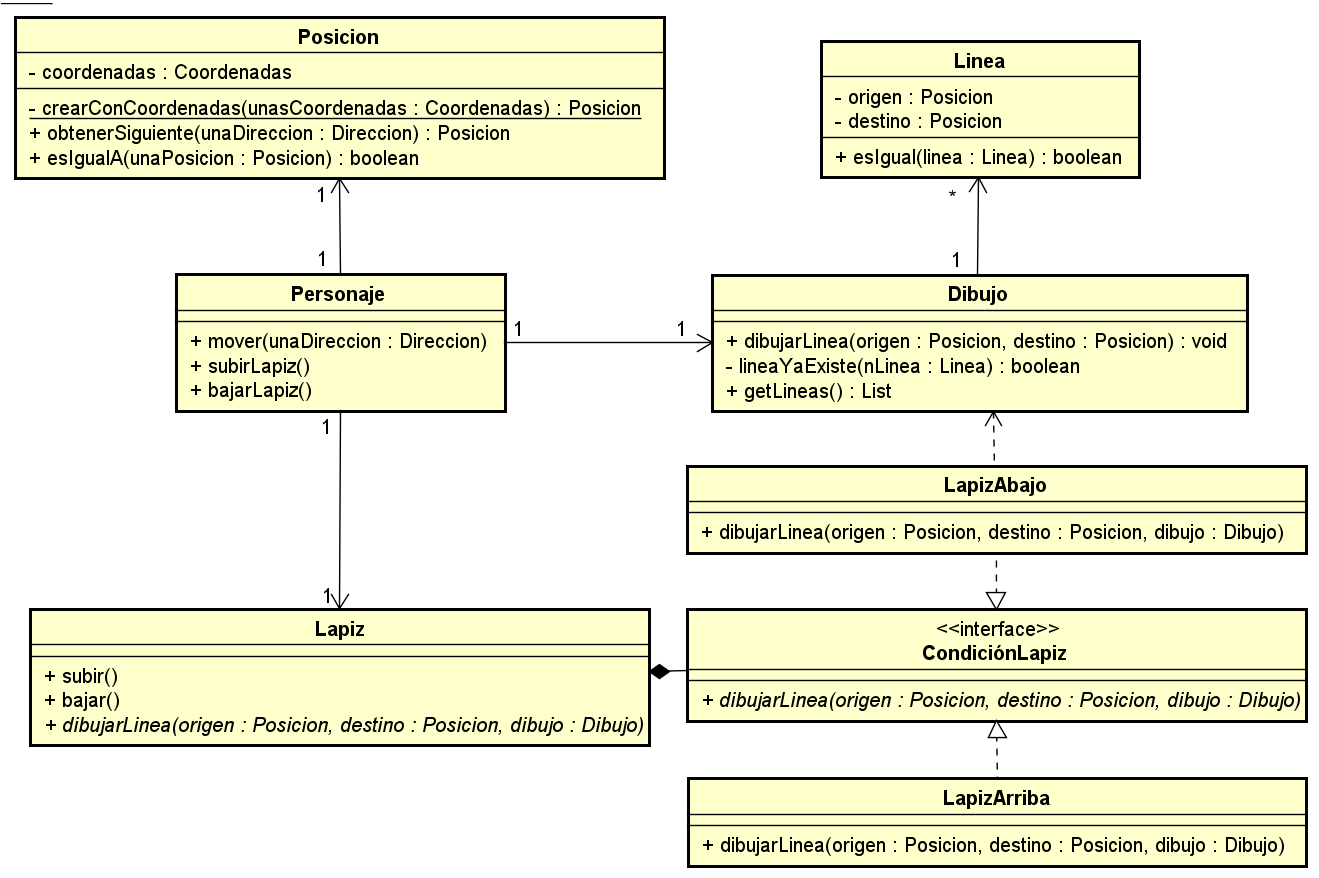 Posicion
- coordenadas : Coordenadas
- crearConCoordenadas(unasCoordenadas : Coordenadas) : Posicion
+ obtenerSiguiente(unaDireccion : Direccion) : Posicion
+ esIgualA(unaPosicion : Posicion) : boolean
Linea
- origen : Posicion
- destino : Posicion
+ esIgual(linea : Linea) : boolean
1
*
1
1
Personaje
+ mover(unaDireccion : Direccion)
+ subirLapiz()
+ bajarLapiz()
1
1
Dibujo
+ dibujarLinea(origen : Posicion, destino : Posicion) : void
- lineaYaExiste(nLinea : Linea) : boolean
+ getLineas() : List
1
1
LapizAbajo
+ dibujarLinea(origen : Posicion, destino : Posicion, dibujo : Dibujo)
Lapiz
+ subir()
+ bajar()
+ dibujarLinea(origen : Posicion, destino : Posicion, dibujo : Dibujo)
<<interface>>
CondiciónLapiz
+ dibujarLinea(origen : Posicion, destino : Posicion, dibujo : Dibujo)
LapizArriba
+ dibujarLinea(origen : Posicion, destino : Posicion, dibujo : Dibujo)